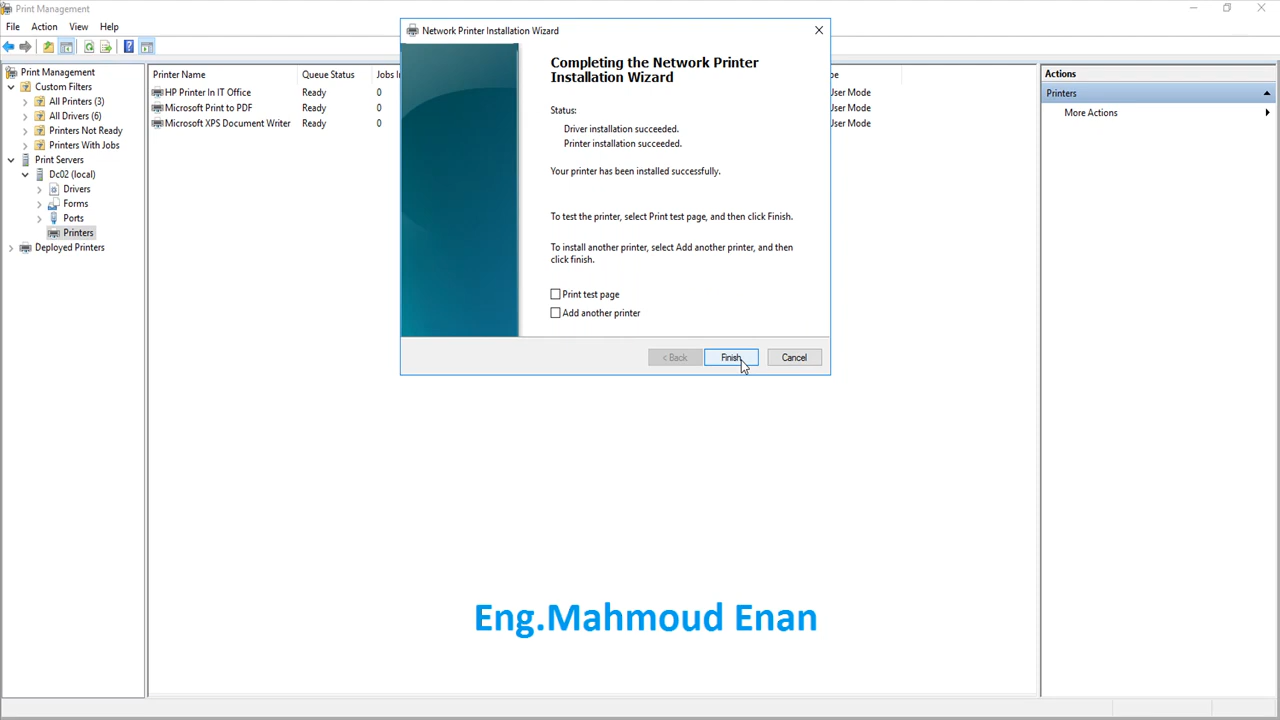 Print Management
File Action View Help
Print Management
Custom Filters
All Printers (3)
All Drivers (6)
Printers Not Ready
Printers With Jobs
Print Servers
Dc02 (local)
Drivers
Forms
Ports
Printers
Deployed Printers
Printer Name Queue Status Jobs I
HP Printer In IT Office Ready 0 User Mode
Microsoft Print to PDF Ready 0
Microsoft XPS Document Writer Ready 0 User Mode
Network Printer Installation Wizard
Completing the Network Printer
Installation Wizard
Status:
Driver installation succeeded.
Printer installation succeeded.
Your printer has been installed successfully.
To test the printer, select Print test page, and then click Finish.
To install another printer, select Add another printer, and then
click finish.
Print test page
Add another printer
< Back Finish Cancel
Actions
Printers
More Actions
Eng.Mahmoud Enan